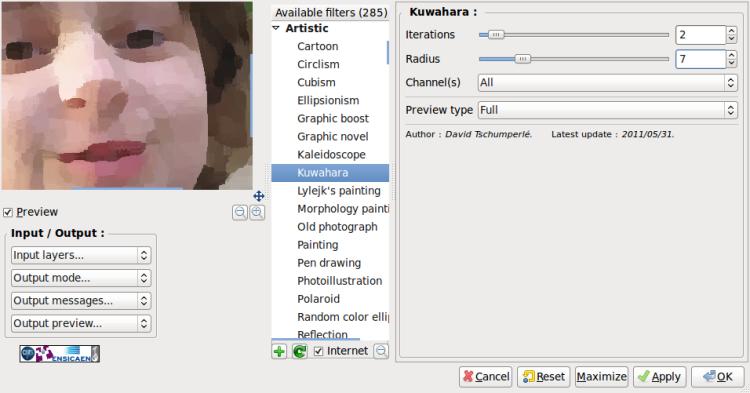 Available filters (285)
Artistic
Cartoon
Circlism
Cubism
Ellipsionism
Graphic boost
Graphic novel
Kaleidoscope
Kuwahara
Lylejk's painting
Morphology painti
Old photograph
Painting
Pen drawing
Photoillustration
Polaroid
Random color elli
Reflection
Internet
Preview
Input / Output :
Input layers...
Output mode...
Output messages...
Output preview...
ENSICAEN
Kuwahara :
Iterations 2
Radius 7
Channel(s) All
Preview type Full
Author : David Tschumperlé. Latest update : 2011/05/31.
Cancel Reset Maximize Apply OK